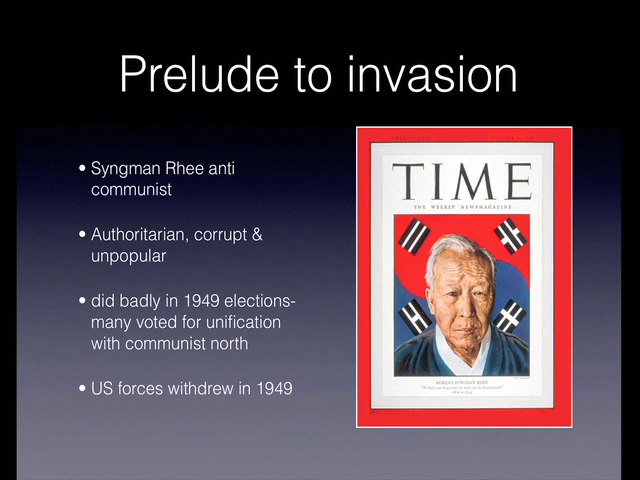 Prelude to invasion
• Syngman Rhee anti
communist
• Authoritarian, corrupt &
unpopular
• did badly in 1949 elections-
many voted for unification
with communist north
• US forces withdrew in 1949
TIME
THE WEEKLY NEWSMAGAZINE
KOREA'S SYNGMAN RHEE